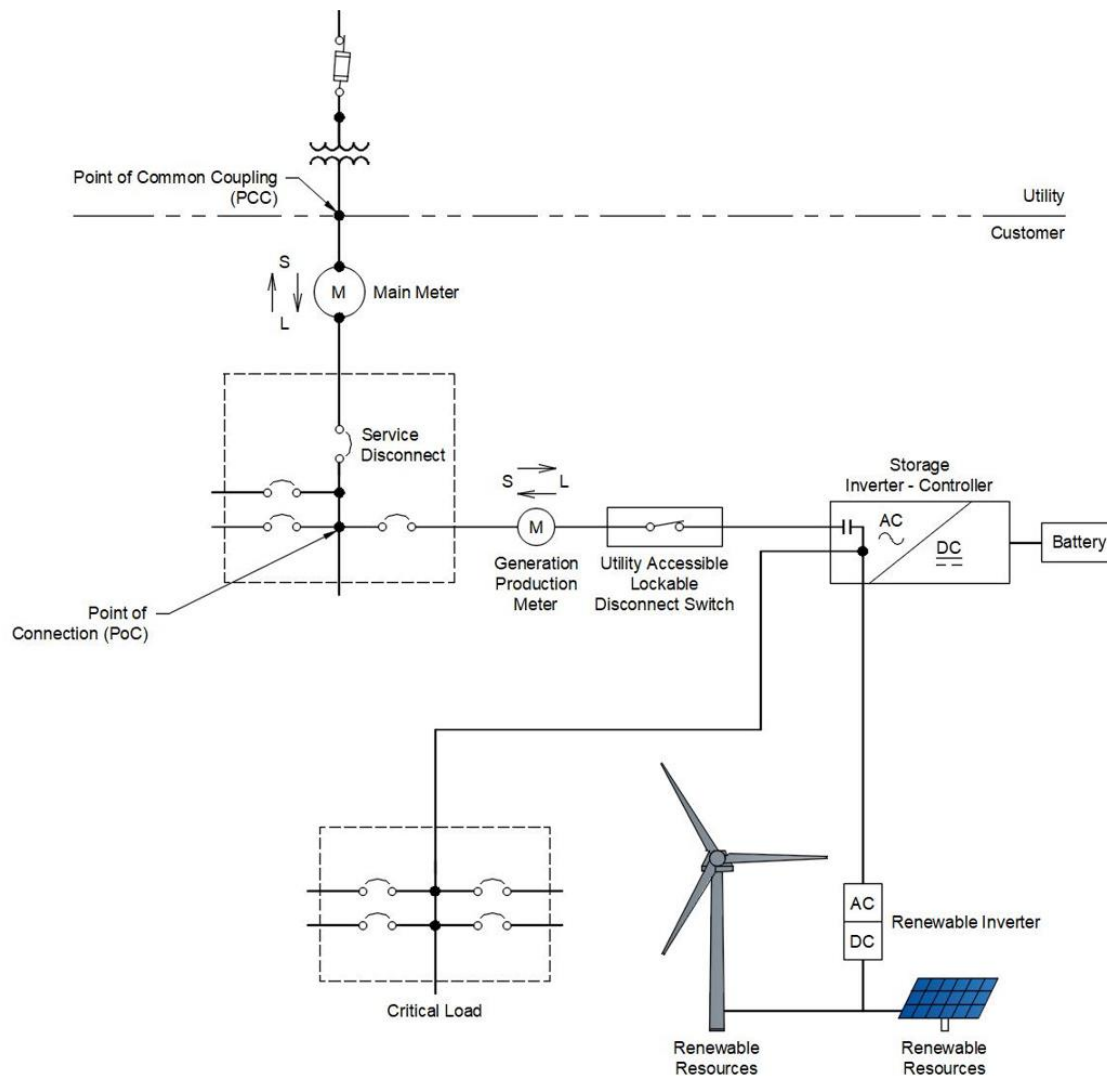 Point of Common Coupling
(PCC)
Utility
Customer
S
M
Main Meter
L
Service
Disconnect
S
L
M
Generation
Production
Meter
Utility Accessible
Lockable
Disconnect Switch
Storage
Inverter - Controller
AC
DC
Battery
Point of
Connection (PoC)
Critical Load
AC
DC
Renewable Inverter
Renewable
Resources
Renewable
Resources